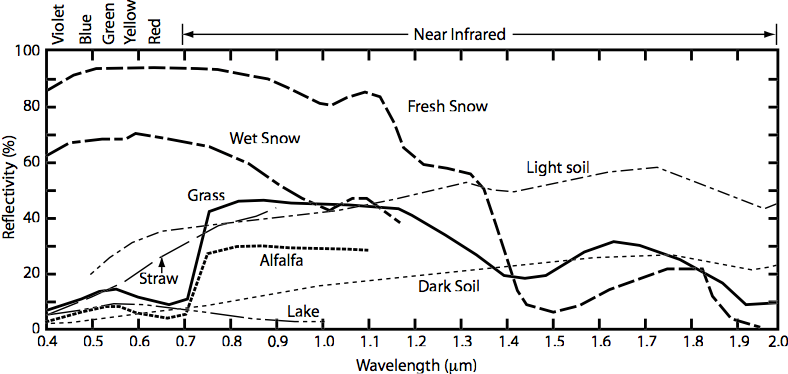 Violet
Blue
Green
Yellow
Red
Near Infrared
100
80
60
40
20
0
Reflectivity (%)
Fresh Snow
Wet Snow
Light soil
Grass
Straw
Alfalfa
Dark Soil
Lake
0.4 0.5 0.6 0.7 0.8 0.9 1.0 1.1 1.2 1.3 1.4 1.5 1.6 1.7 1.8 1.9 2.0
Wavelength (μm)